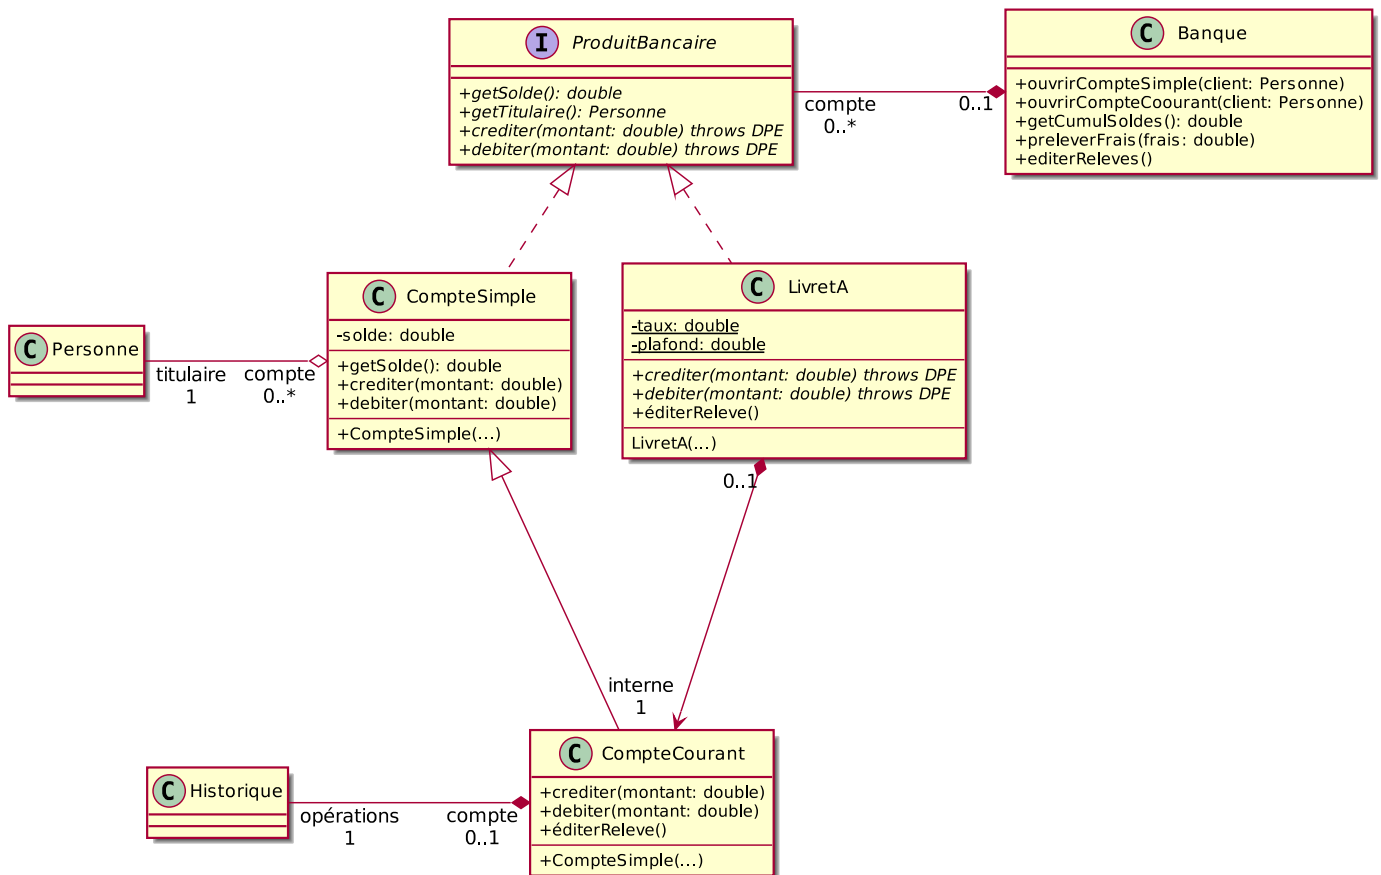 ProduitBancaire
+getSolde(): double
+getTitulaire(): Personne
+crediter(montant: double) throws DPE
+debiter(montant: double) throws DPE
compte
0..*
0..1
C Banque
+ouvrirCompteSimple(client: Personne)
+ouvrirCompteCoourant(client: Personne)
+getCumulSoldes(): double
+preleverFrais(frais: double)
+editerReleves()
C Personne
titulaire
1
compte
0..*
C CompteSimple
-solde: double
+getSolde(): double
+crediter(montant: double)
+debiter(montant: double)
+CompteSimple(...)
C LivretA
-taux: double
-plafond: double
+crediter(montant: double) throws DPE
+debiter(montant: double) throws DPE
+éditerReleve()
LivretA(...)
0..1
interne
1
C Historique
opérations
1
compte
0..1
C CompteCourant
+crediter(montant: double)
+debiter(montant: double)
+éditerReleve()
+CompteSimple(...)